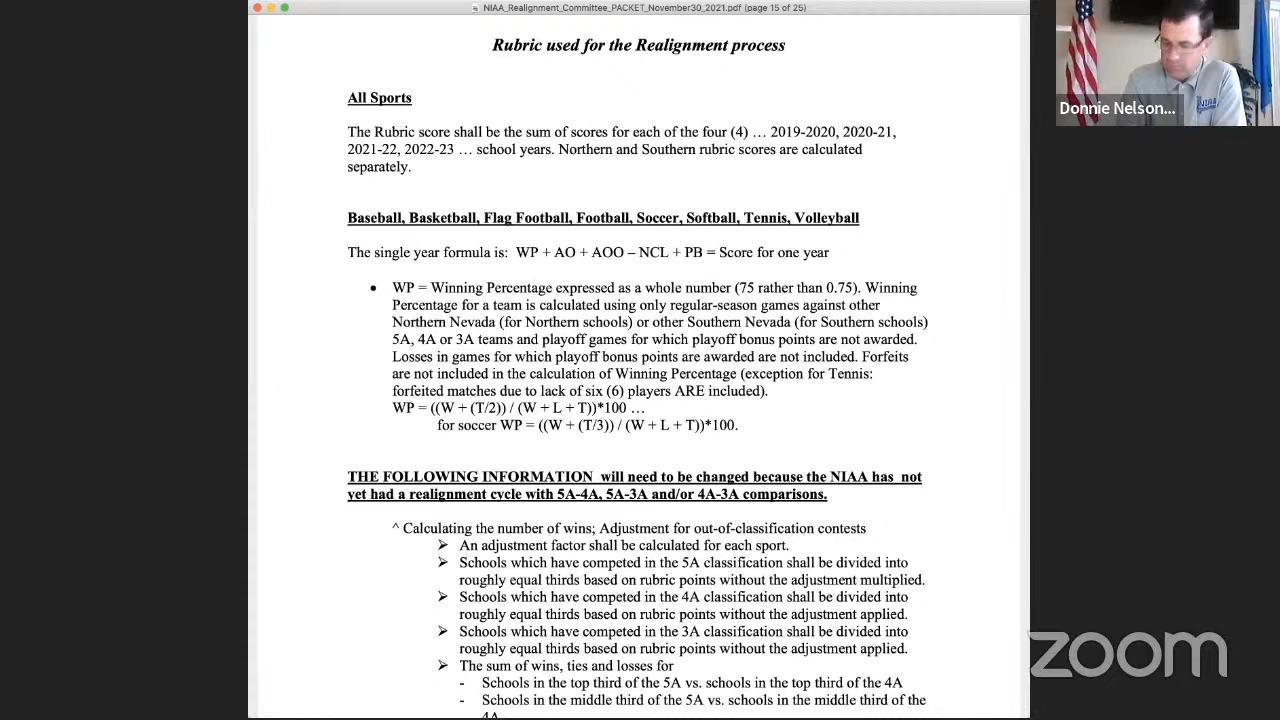 NIAA_Realignment_Committee_PACKET_November30_2021.pdf (page 15 of 25)
Rubric used for the Realignment process
All Sports
The Rubric score shall be the sum of scores for each of the four (4) … 2019-2020, 2020-21,
2021-22, 2022-23 … school years. Northern and Southern rubric scores are calculated
separately.
Baseball, Basketball, Flag Football, Football, Soccer, Softball, Tennis, Volleyball
The single year formula is: WP + AO + AOO – NCL + PB = Score for one year
• WP = Winning Percentage expressed as a whole number (75 rather than 0.75). Winning
Percentage for a team is calculated using only regular-season games against other
Northern Nevada (for Northern schools) or other Southern Nevada (for Southern schools)
5A, 4A or 3A teams and playoff games for which playoff bonus points are not awarded.
Losses in games for which playoff bonus points are awarded are not included. Forfeits
are not included in the calculation of Winning Percentage (exception for Tennis:
forfeited matches due to lack of six (6) players ARE included).
WP = ((W + (T/2)) / (W + L + T))*100 …
for soccer WP = ((W + (T/3)) / (W + L + T))*100.
THE FOLLOWING INFORMATION will need to be changed because the NIAA has not
yet had a realignment cycle with 5A-4A, 5A-3A and/or 4A-3A comparisons.
^ Calculating the number of wins; Adjustment for out-of-classification contests
➢ An adjustment factor shall be calculated for each sport.
➢ Schools which have competed in the 5A classification shall be divided into
roughly equal thirds based on rubric points without the adjustment multiplied.
➢ Schools which have competed in the 4A classification shall be divided into
roughly equal thirds based on rubric points without the adjustment applied.
➢ Schools which have competed in the 3A classification shall be divided into
roughly equal thirds based on rubric points without the adjustment applied.
➢ The sum of wins, ties and losses for
- Schools in the top third of the 5A vs. schools in the top third of the 4A
- Schools in the middle third of the 5A vs. schools in the middle third of the
4A
Donnie Nelson...
NIAA
zoom